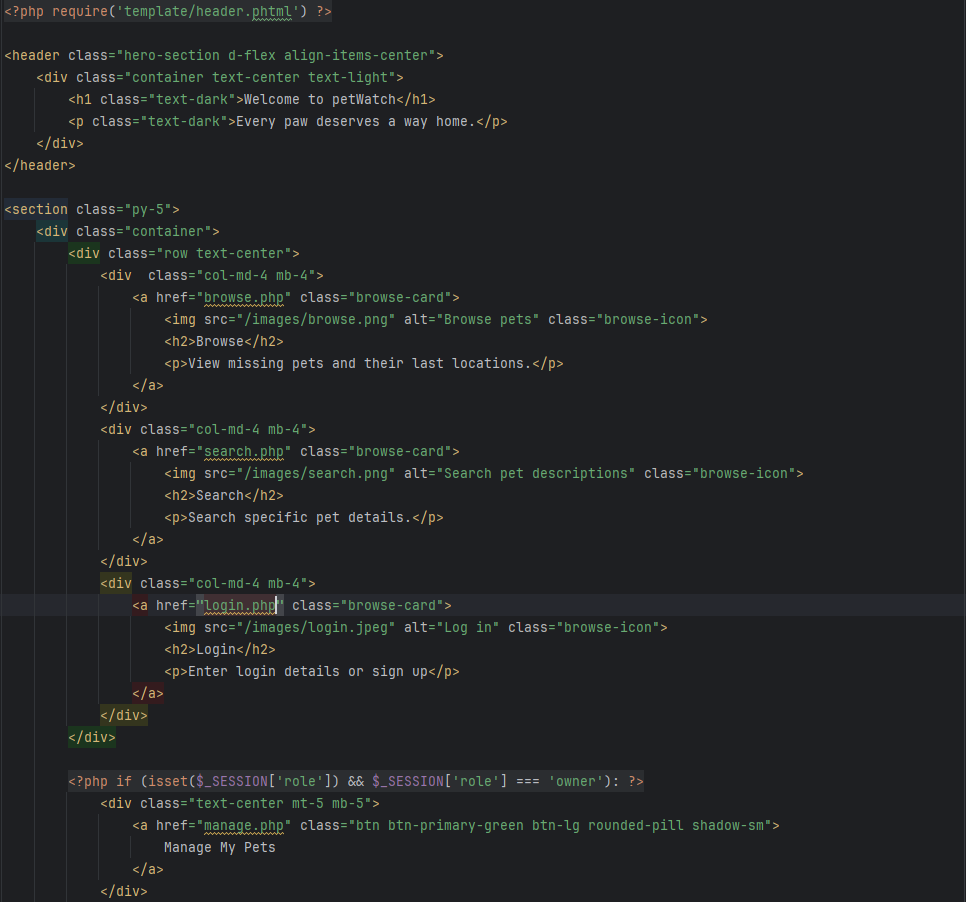 <?php require('template/header.phtml') ?>

<header class="hero-section d-flex align-items-center">
    <div class="container text-center text-light">
        <h1 class="text-dark">Welcome to petWatch</h1>
        <p class="text-dark">Every paw deserves a way home.</p>
    </div>
</header>

<section class="py-5">
    <div class="container">
        <div class="row text-center">
            <div  class="col-md-4 mb-4">
                <a href="browse.php" class="browse-card">
                    <img src="/images/browse.png" alt="Browse pets" class="browse-icon">
                    <h2>Browse</h2>
                    <p>View missing pets and their last locations.</p>
                </a>
            </div>
            <div class="col-md-4 mb-4">
                <a href="search.php" class="browse-card">
                    <img src="/images/search.png" alt="Search pet descriptions" class="browse-icon">
                    <h2>Search</h2>
                    <p>Search specific pet details.</p>
                </a>
            </div>
            <div class="col-md-4 mb-4">
                <a href="login.php" class="browse-card">
                    <img src="/images/login.jpeg" alt="Log in" class="browse-icon">
                    <h2>Login</h2>
                    <p>Enter login details or sign up</p>
                </a>
            </div>
        </div>

        <?php if (isset($_SESSION['role']) && $_SESSION['role'] === 'owner'): ?>
            <div class="text-center mt-5 mb-5">
                <a href="manage.php" class="btn btn-primary-green btn-lg rounded-pill shadow-sm">
                    Manage My Pets
                </a>
            </div>